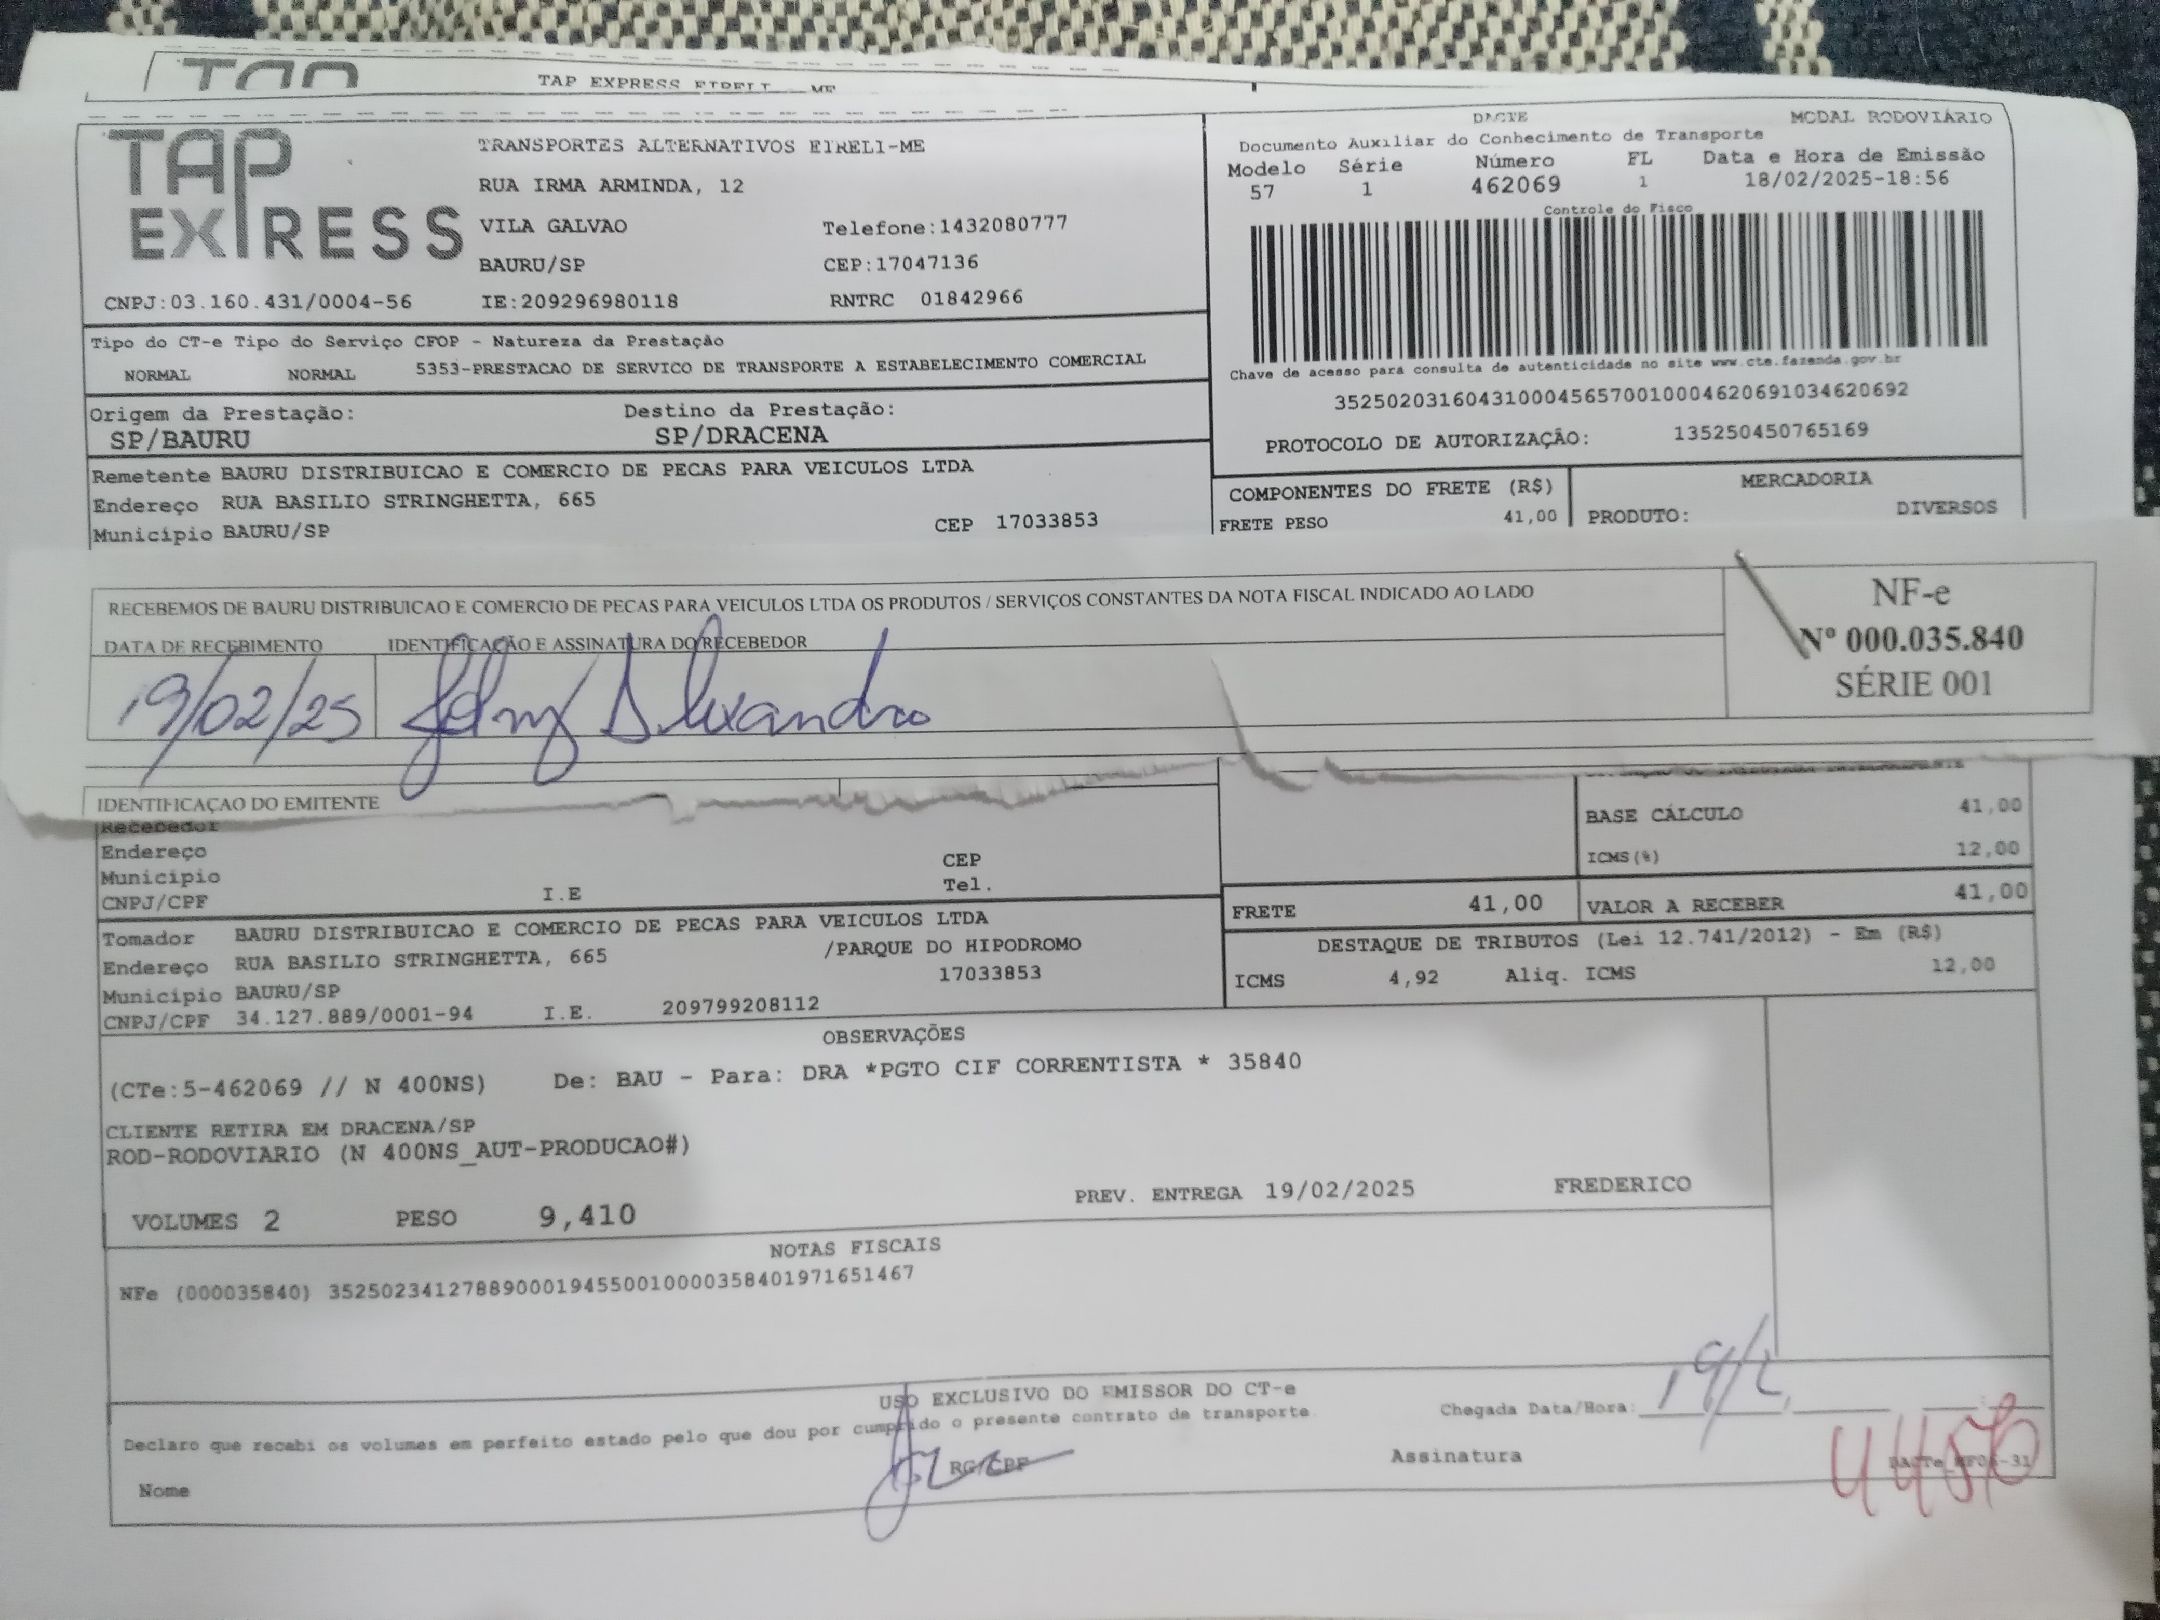 TAP EXPRESS EIRELI - ME
TAP EXPRESS
TRANSPORTES ALTERNATIVOS EIRELI-ME
RUA IRMA ARMINDA, 12
VILA GALVAO Telefone:1432080777
BAURU/SP CEP:17047136
CNPJ:03.160.431/0004-56 IE:209296980118 RNTRC 01842966
DACTE MODAL RODOVIÁRIO
Documento Auxiliar do Conhecimento de Transporte
Modelo Série Número FL Data e Hora de Emissão
57 1 462069 1 18/02/2025-18:56
Controle do Fisco
Chave de acesso para consulta de autenticidade no site www.cte.fazenda.gov.br
35250203160431000456570010004620691034620692
PROTOCOLO DE AUTORIZAÇÃO: 135250450765169
Tipo do CT-e Tipo do Serviço CFOP - Natureza da Prestação
NORMAL NORMAL 5353-PRESTACAO DE SERVICO DE TRANSPORTE A ESTABELECIMENTO COMERCIAL
Origem da Prestação: Destino da Prestação:
SP/BAURU SP/DRACENA
Remetente BAURU DISTRIBUICAO E COMERCIO DE PECAS PARA VEICULOS LTDA
Endereço RUA BASILIO STRINGHETTA, 665
Município BAURU/SP CEP 17033853
COMPONENTES DO FRETE (R$) MERCADORIA
FRETE PESO 41,00 PRODUTO: DIVERSOS
RECEBEMOS DE BAURU DISTRIBUICAO E COMERCIO DE PECAS PARA VEICULOS LTDA OS PRODUTOS / SERVIÇOS CONSTANTES DA NOTA FISCAL INDICADO AO LADO
DATA DE RECEBIMENTO IDENTIFICAÇÃO E ASSINATURA DO RECEBEDOR
19/02/25 Alexandro
NF-e
Nº 000.035.840
SÉRIE 001
IDENTIFICAÇAO DO EMITENTE
Recebedor
Endereço CEP
Município Tel.
CNPJ/CPF I.E
BASE CÁLCULO 41,00
ICMS(%) 12,00
FRETE 41,00 VALOR A RECEBER 41,00
Tomador BAURU DISTRIBUICAO E COMERCIO DE PECAS PARA VEICULOS LTDA
Endereço RUA BASILIO STRINGHETTA, 665 /PARQUE DO HIPODROMO
Município BAURU/SP 17033853
CNPJ/CPF 34.127.889/0001-94 I.E. 209799208112
DESTAQUE DE TRIBUTOS (Lei 12.741/2012) - Em (R$)
ICMS 4,92 Aliq. ICMS 12,00
OBSERVAÇÕES
(CTe:5-462069 // N 400NS) De: BAU - Para: DRA *PGTO CIF CORRENTISTA * 35840
CLIENTE RETIRA EM DRACENA/SP
ROD-RODOVIARIO (N 400NS_AUT-PRODUCAO#)
PREV. ENTREGA 19/02/2025 FREDERICO
VOLUMES 2 PESO 9,410
NOTAS FISCAIS
NFe (000035840) 35250234127889000194550010000358401971651467
USO EXCLUSIVO DO EMISSOR DO CT-e
Declaro que recebi os volumes em perfeito estado pelo que dou por cumprido o presente contrato de transporte.
Chegada Data/Hora: 19/2
Nome RG/CPF Assinatura